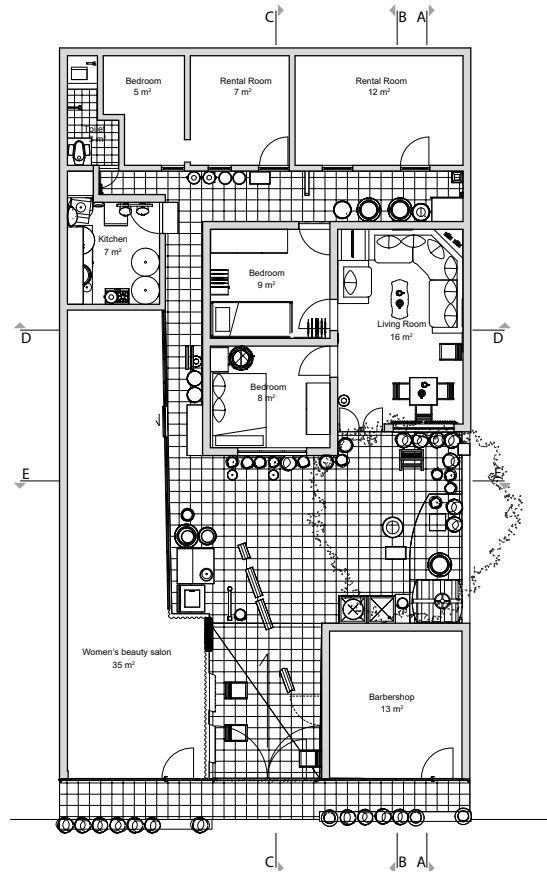 C B A
Bedroom
5 m²
Rental Room
7 m²
Rental Room
12 m²
Toilet
Kitchen
7 m²
Bedroom
9 m²
Living Room
16 m²
D D
Bedroom
8 m²
E E
Women's beauty salon
35 m²
Barbershop
13 m²
C B A